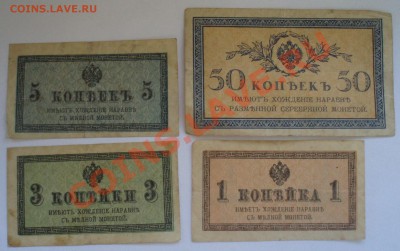 COINS.LAVE.RU
5 КОПѢЕКЪ 5
ИМѢЮТЪ ХОЖДЕНІЕ НАРАВНѢ
СЪ МѢДНОЙ МОНЕТОЙ.
50 КОПѢЕКЪ 50
ИМѢЮТЪ ХОЖДЕНІЕ НАРАВНѢ
СЪ РАЗМѢННОЙ СЕРЕБРЯНОЙ МОНЕТОЙ.
3 КОПѢЙКИ 3
ИМѢЮТЪ ХОЖДЕНІЕ НАРАВНѢ
СЪ МѢДНОЙ МОНЕТОЙ.
1 КОПѢЙКА 1
ИМѢЕТЪ ХОЖДЕНІЕ НАРАВНѢ
СЪ МѢДНОЙ МОНЕТОЙ.
COINS.LAVE.RU